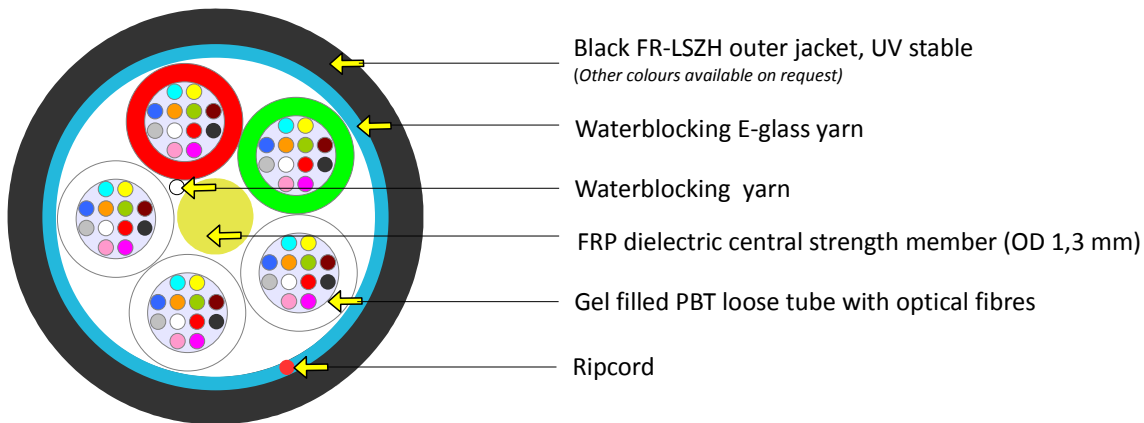 Black FR-LSZH outer jacket, UV stable
(Other colours available on request)
Waterblocking E-glass yarn
Waterblocking yarn
FRP dielectric central strength member (OD 1,3 mm)
Gel filled PBT loose tube with optical fibres
Ripcord